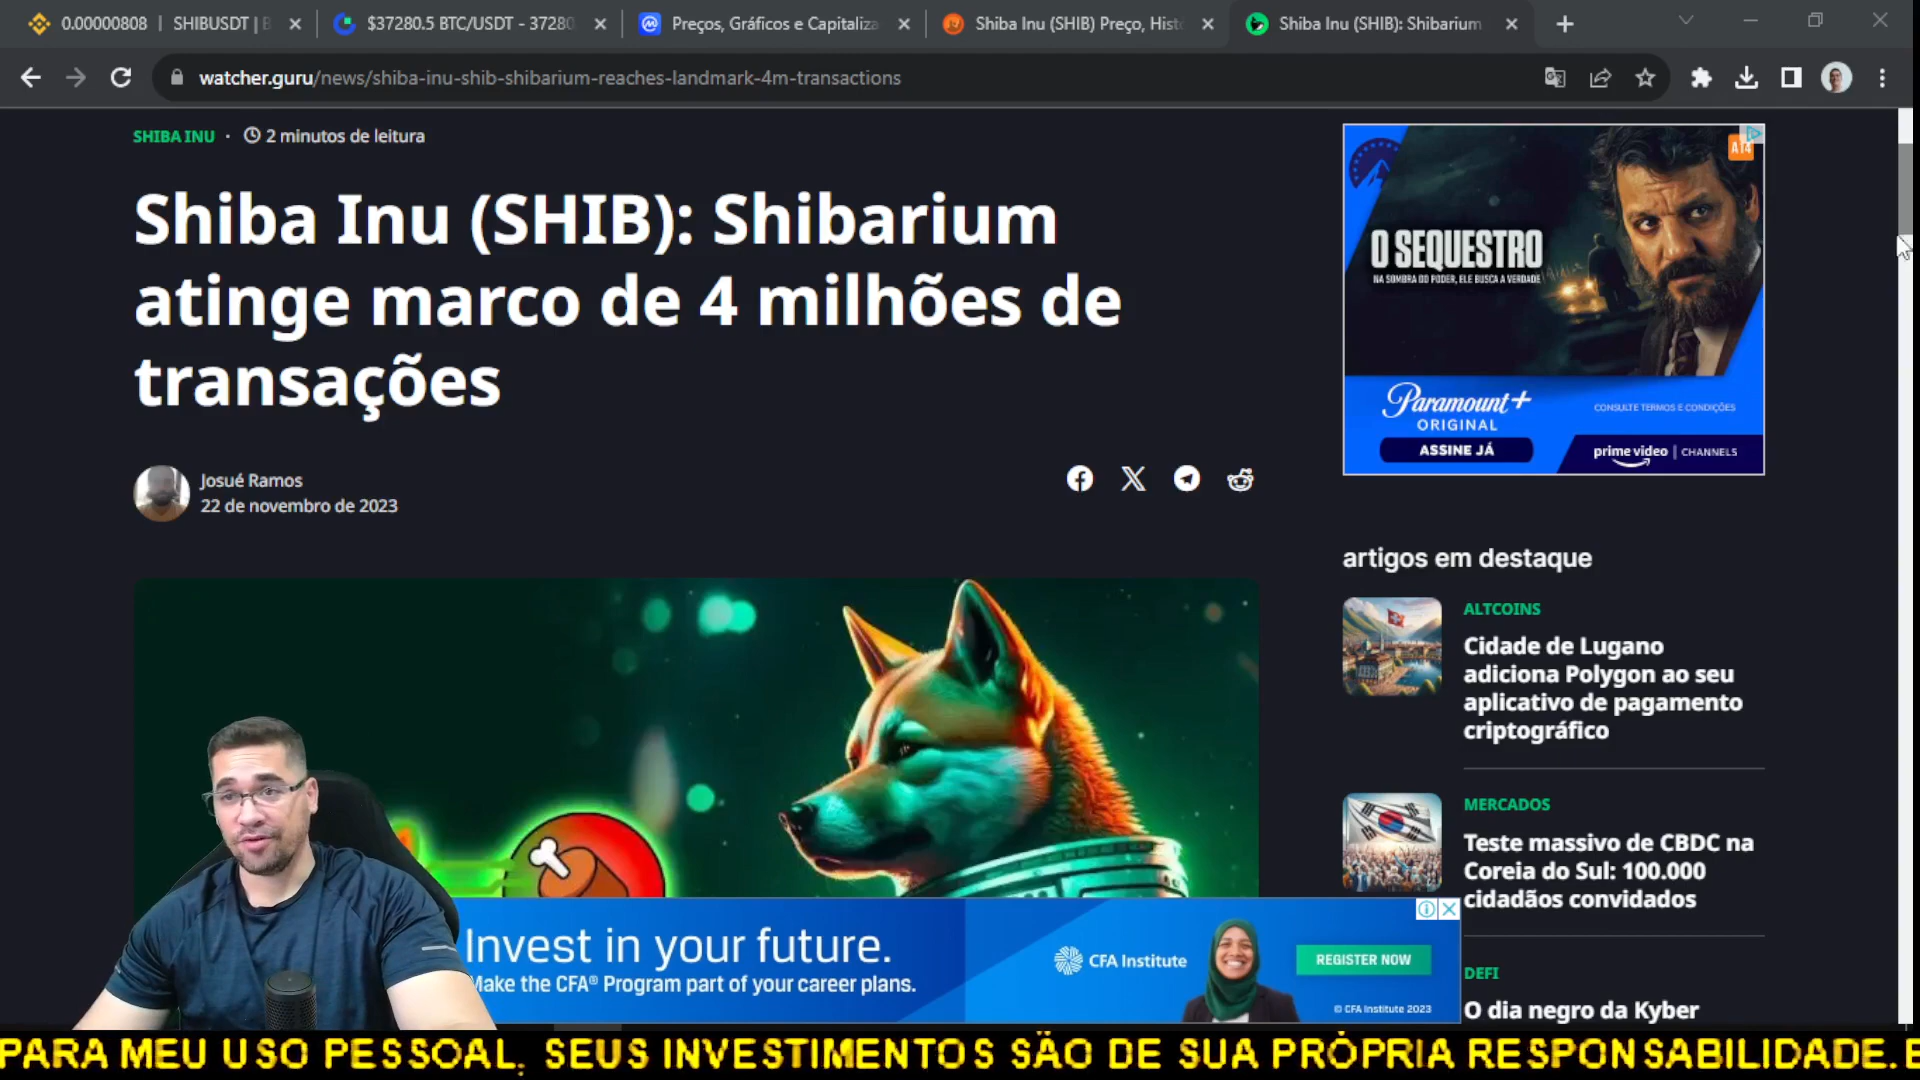 0.00000808 | SHIBUSDT | B
$37280.5 BTC/USDT - 37280
Preços, Gráficos e Capitaliza
Shiba Inu (SHIB) Preço, Histó
Shiba Inu (SHIB): Shibarium
watcher.guru/news/shiba-inu-shib-shibarium-reaches-landmark-4m-transactions
SHIBA INU · 2 minutos de leitura
Shiba Inu (SHIB): Shibarium
atinge marco de 4 milhões de
transações
Josué Ramos
22 de novembro de 2023
A14
O SEQUESTRO
NA SOMBRA DO PODER, ELE BUSCA A VERDADE
Paramount+
ORIGINAL
CONSULTE TERMOS E CONDIÇÕES
ASSINE JÁ
prime video | CHANNELS
artigos em destaque
ALTCOINS
Cidade de Lugano
adiciona Polygon ao seu
aplicativo de pagamento
criptográfico
MERCADOS
Teste massivo de CBDC na
Coreia do Sul: 100.000
cidadãos convidados
DEFI
O dia negro da Kyber
Invest in your future.
Make the CFA® Program part of your career plans.
CFA Institute
REGISTER NOW
© CFA Institute 2023
PARA MEU USO PESSOAL, SEUS INVESTIMENTOS SÃO DE SUA PRÓPRIA RESPONSABILIDADE. E